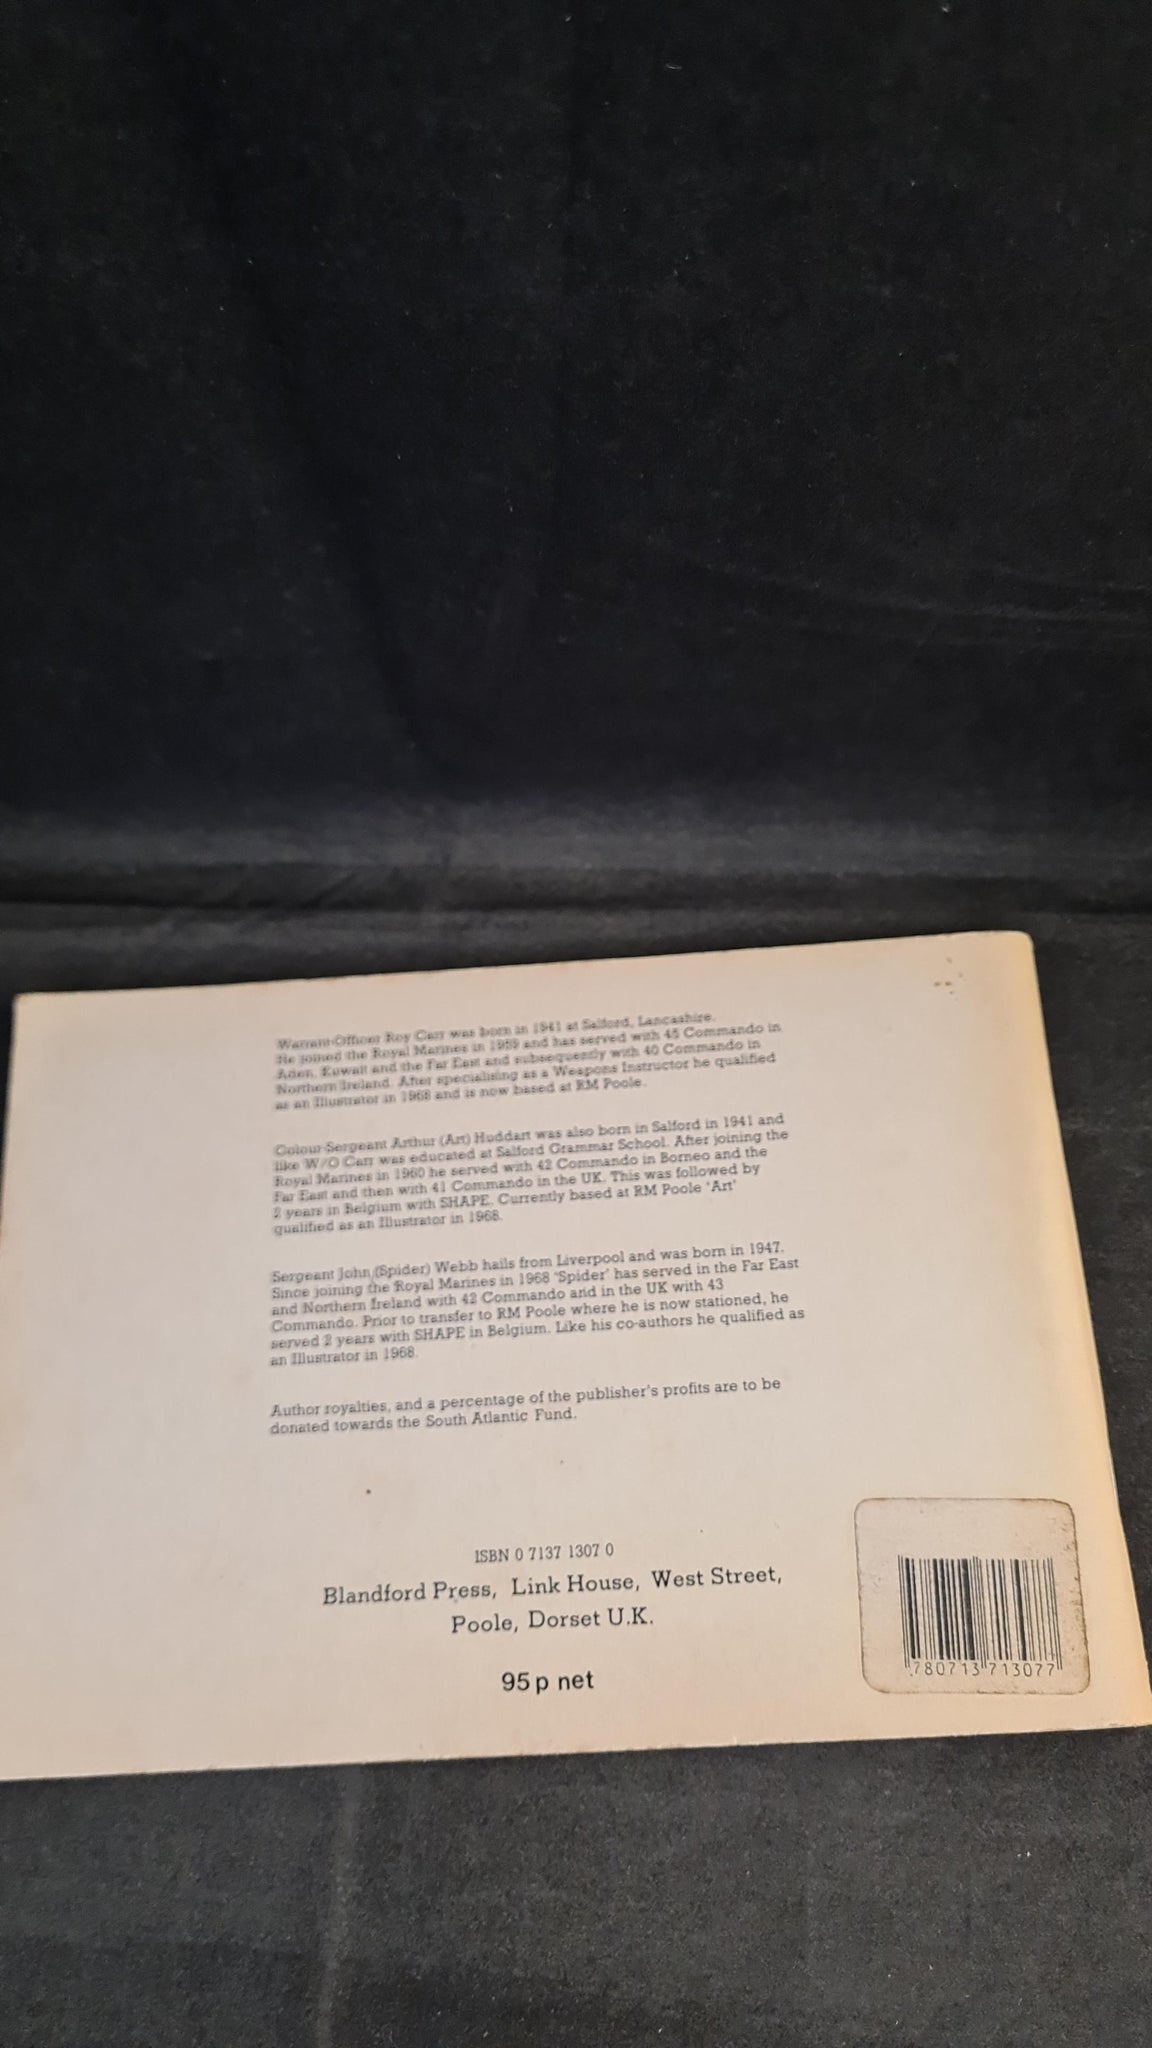 Warrant-Officer Roy Carr was born in 1941 at Salford, Lancashire.
He joined the Royal Marines in 1959 and has served with 45 Commando in
Aden, Kuwait and the Far East and subsequently with 40 Commando in
Northern Ireland. After specialising as a Weapons Instructor he qualified
as an Illustrator in 1968 and is now based at RM Poole.
Colour-Sergeant Arthur (Art) Huddart was also born in Salford in 1941 and
like W/O Carr was educated at Salford Grammar School. After joining the
Royal Marines in 1960 he served with 42 Commando in Borneo and the
Far East and then with 41 Commando in the UK. This was followed by
2 years in Belgium with SHAPE. Currently based at RM Poole 'Art'
qualified as an Illustrator in 1968.
Sergeant John (Spider) Webb hails from Liverpool and was born in 1947.
Since joining the Royal Marines in 1968 'Spider' has served in the Far East
and Northern Ireland with 42 Commando and in the UK with 43
Commando. Prior to transfer to RM Poole where he is now stationed, he
served 2 years with SHAPE in Belgium. Like his co-authors he qualified as
an Illustrator in 1968.
Author royalties, and a percentage of the publisher's profits are to be
donated towards the South Atlantic Fund.
ISBN 0 7137 1307 0
Blandford Press, Link House, West Street,
Poole, Dorset U.K.
95p net
780713 713077